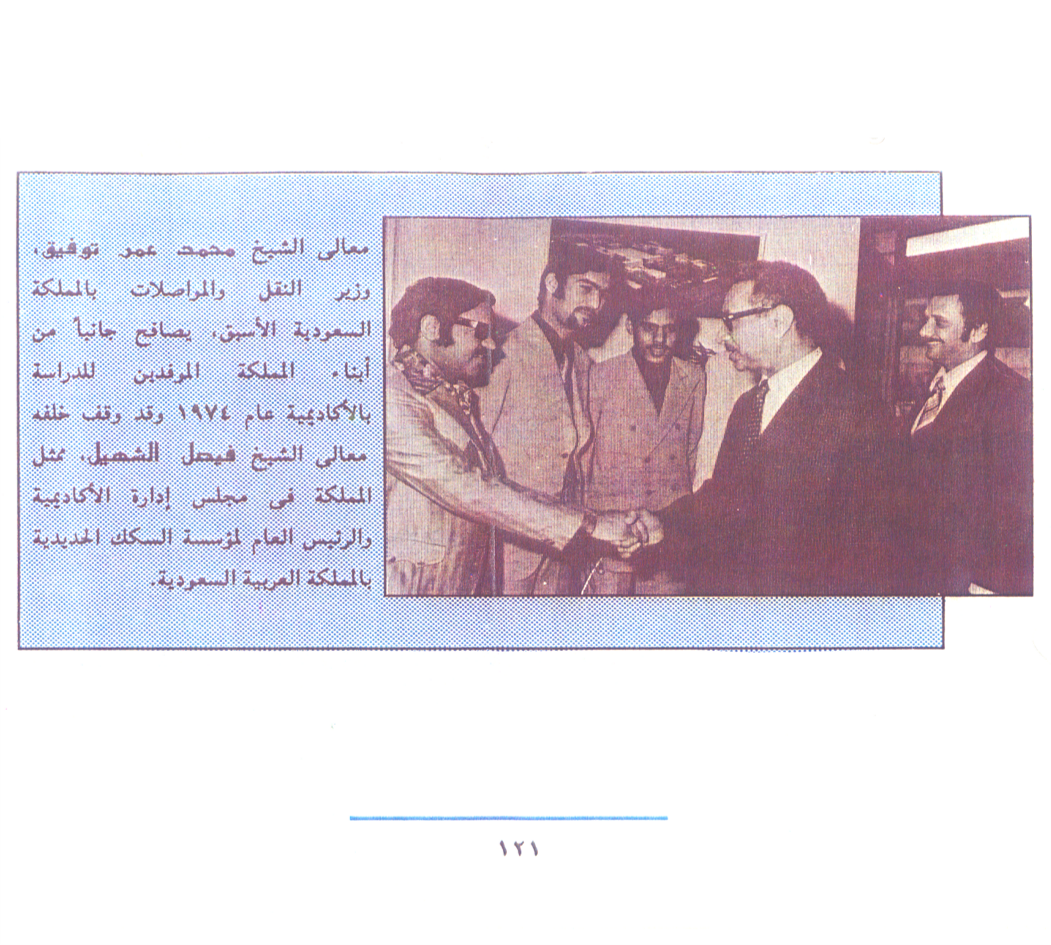 معالى الشيخ محمد عمر توفيق،
وزير النقل والمراصلات بالمملكة
السعودية الأسبق، يصافح جانباً من
أبناء المملكة الموفدين للدراسة
بالأكاديمية عام ١٩٧٤ وقد وقف خلفه
معالى الشيخ فيصل الشهيل، ممثل
المملكة فى مجلس إدارة الأكاديمية
والرئيس العام لمؤسسة السكك الحديدية
بالمملكة العربية السعودية.
١٢١